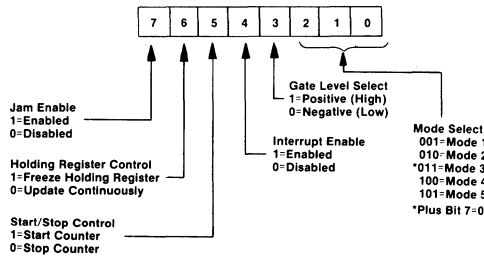 7 6 5 4 3 2 1 0
Gate Level Select
1=Positive (High)
0=Negative (Low)
Jam Enable
1=Enabled
0=Disabled
Mode Select
001=Mode 1
010=Mode 2
*011=Mode 3
100=Mode 4
101=Mode 5
*Plus Bit 7=0
Interrupt Enable
1=Enabled
0=Disabled
Holding Register Control
1=Freeze Holding Register
0=Update Continuously
Start/Stop Control
1=Start Counter
0=Stop Counter